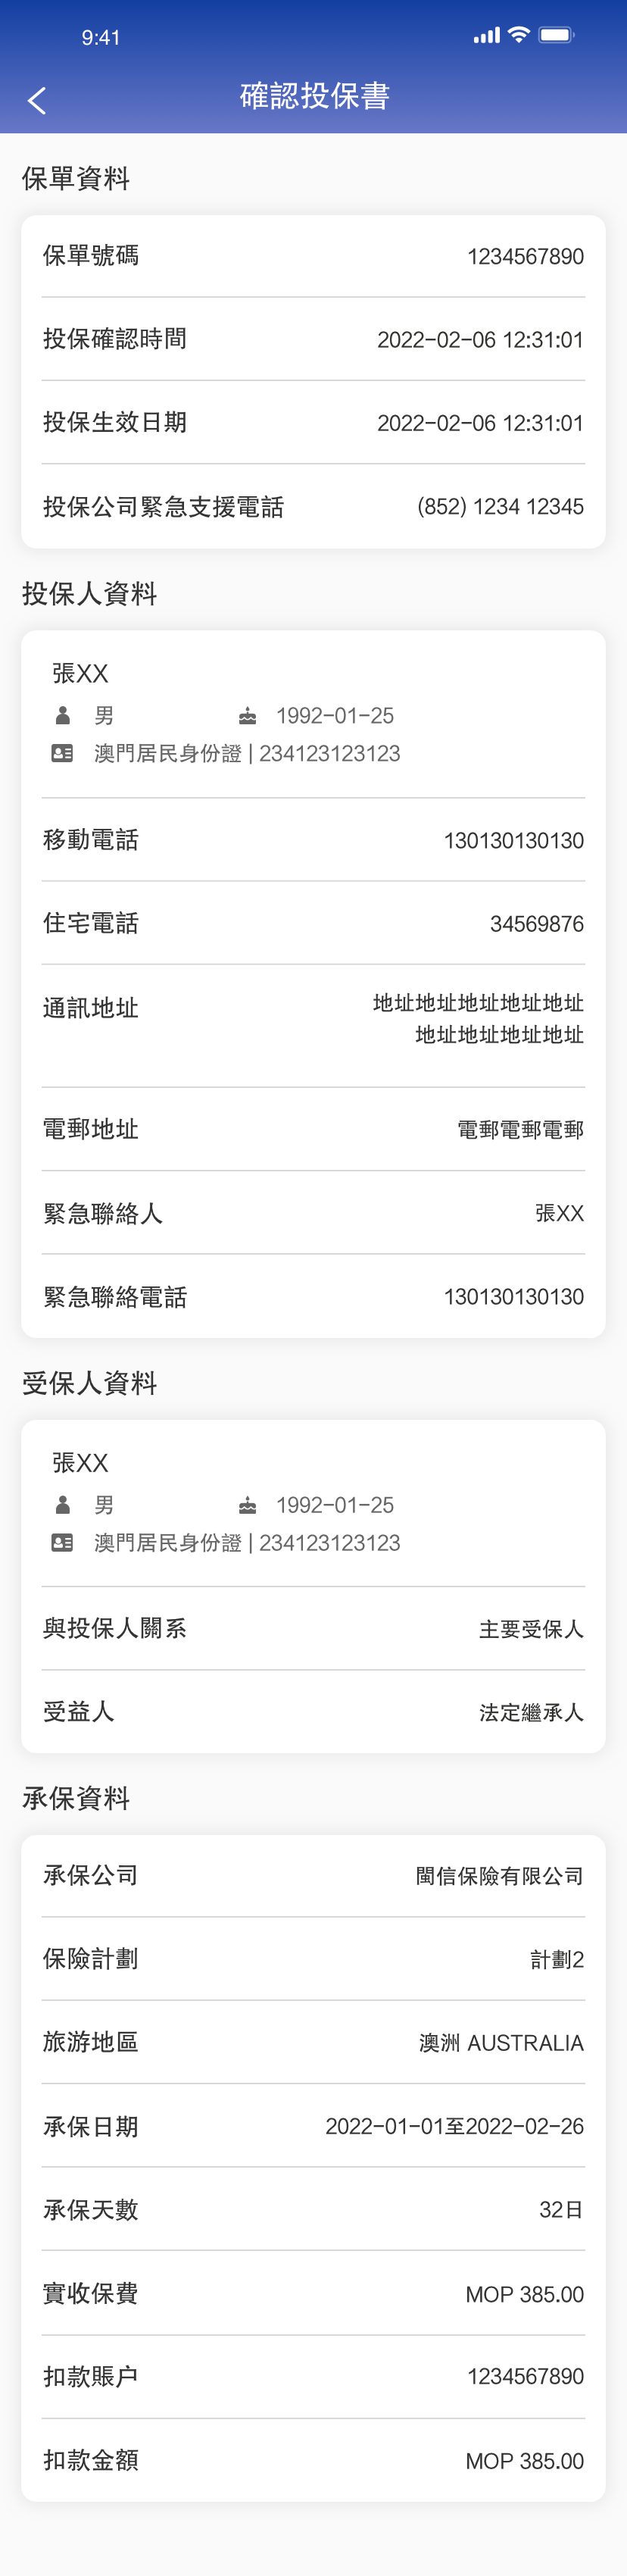 9:41
確認投保書
保單資料
保單號碼 1234567890
投保確認時間 2022-02-06 12:31:01
投保生效日期 2022-02-06 12:31:01
投保公司緊急支援電話 (852) 1234 12345
投保人資料
張XX
男 1992-01-25
澳門居民身份證 | 234123123123
移動電話 130130130130
住宅電話 34569876
通訊地址 地址地址地址地址地址
地址地址地址地址
電郵地址 電郵電郵電郵
緊急聯絡人 張XX
緊急聯絡電話 130130130130
受保人資料
張XX
男 1992-01-25
澳門居民身份證 | 234123123123
與投保人關系 主要受保人
受益人 法定繼承人
承保資料
承保公司 閩信保險有限公司
保險計劃 計劃2
旅游地區 澳洲 AUSTRALIA
承保日期 2022-01-01至2022-02-26
承保天數 32日
實收保費 MOP 385.00
扣款賬户 1234567890
扣款金額 MOP 385.00